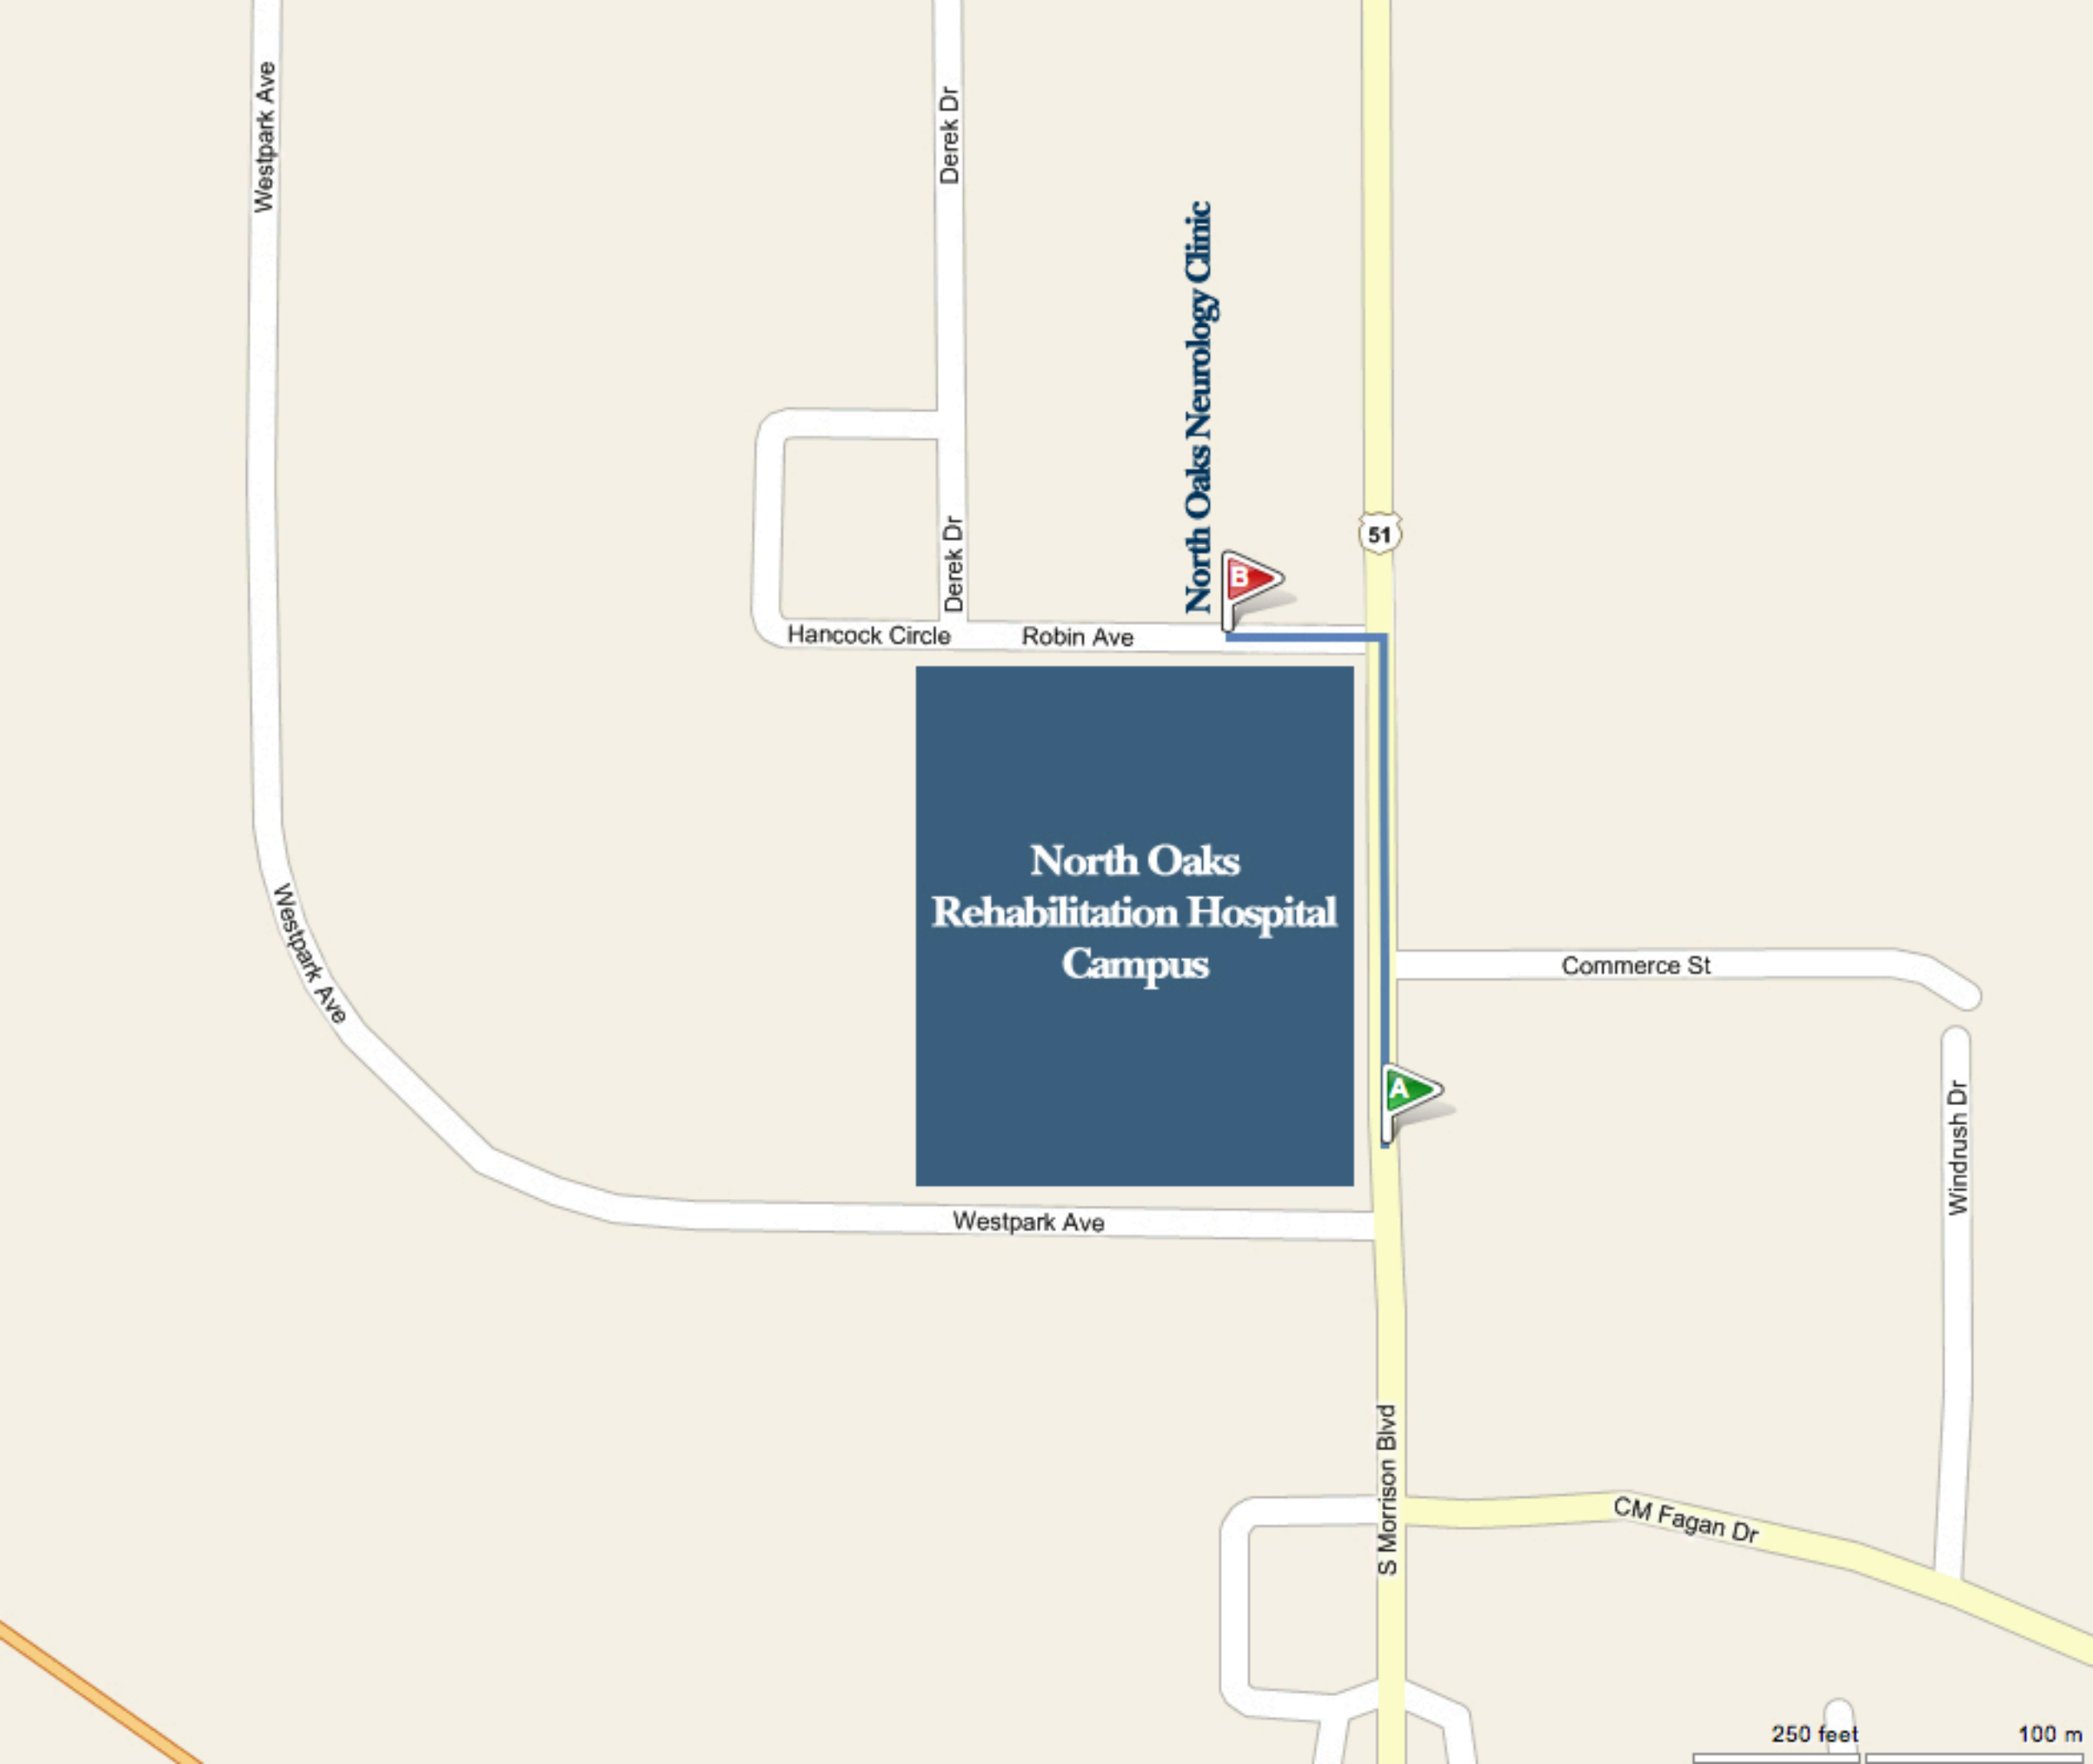 Westpark Ave
Derek Dr
North Oaks Neurology Clinic
51
Derek Dr
B
Hancock Circle
Robin Ave
North Oaks
Rehabilitation Hospital
Campus
Westpark Ave
Commerce St
A
Windrush Dr
Westpark Ave
S Morrison Blvd
CM Fagan Dr
250 feet
100 m